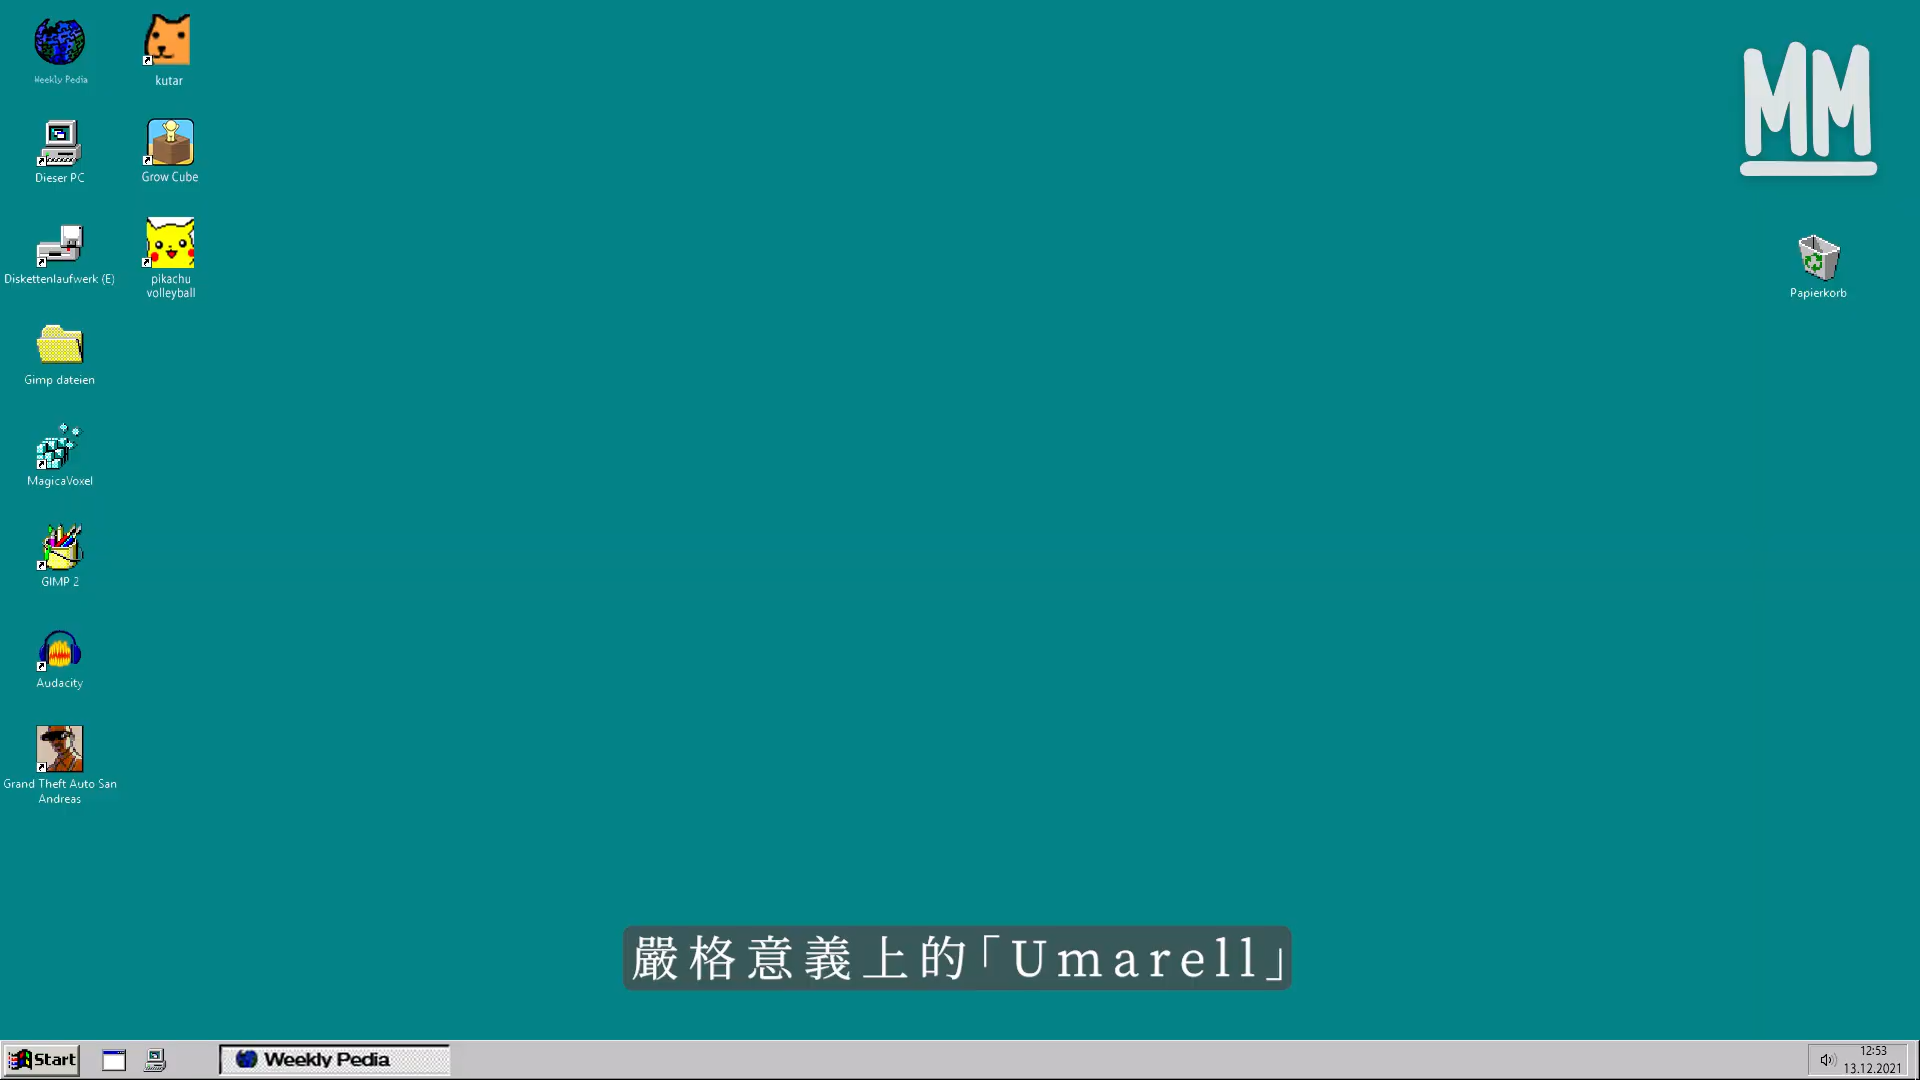 Weekly Pedia
kutar
MM
Dieser PC
Grow Cube
Diskettenlaufwerk (E)
pikachu
volleyball
Papierkorb
Gimp dateien
MagicaVoxel
GIMP 2
Audacity
Grand Theft Auto San
Andreas
嚴格意義上的「Umarell」
Start
Weekly Pedia
12:53
13.12.2021